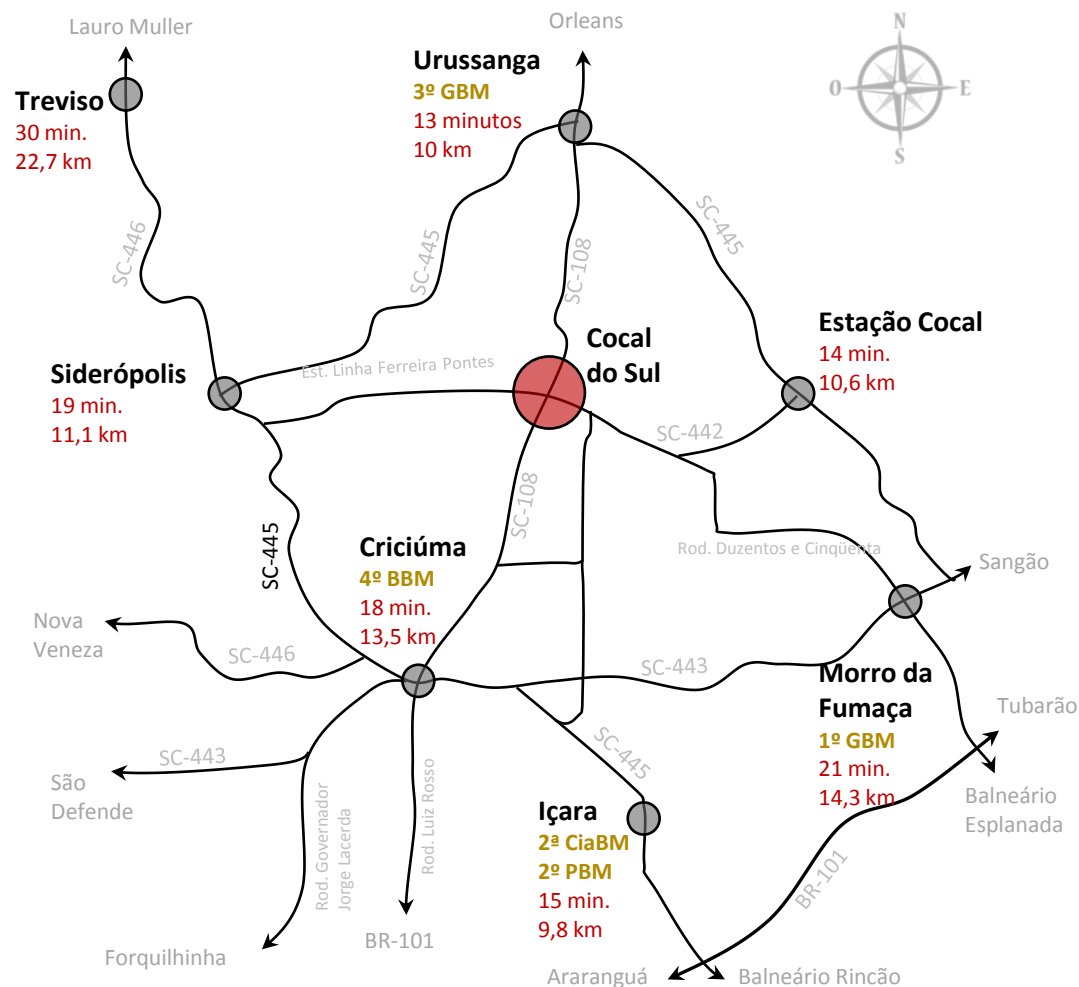 Lauro Muller
Orleans
N
O
E
S
Urussanga
3º GBM
13 minutos
10 km
Treviso
30 min.
22,7 km
SC-446
SC-445
SC-108
SC-445
Estação Cocal
14 min.
10,6 km
Cocal
do Sul
Est. Linha Ferreira Pontes
Siderópolis
19 min.
11,1 km
SC-442
SC-108
SC-445
Criciúma
4º BBM
18 min.
13,5 km
Rod. Duzentos e Cinqüenta
Sangão
Nova
Veneza
SC-446
SC-443
Morro da
Fumaça
1º GBM
21 min.
14,3 km
Tubarão
SC-443
São
Defende
SC-445
Rod. Governador
Jorge Lacerda
Rod. Luiz Rosso
Içara
2ª CiaBM
2º PBM
15 min.
9,8 km
Balneário
Esplanada
BR-101
Forquilhinha
BR-101
Araranguá
Balneário Rincão